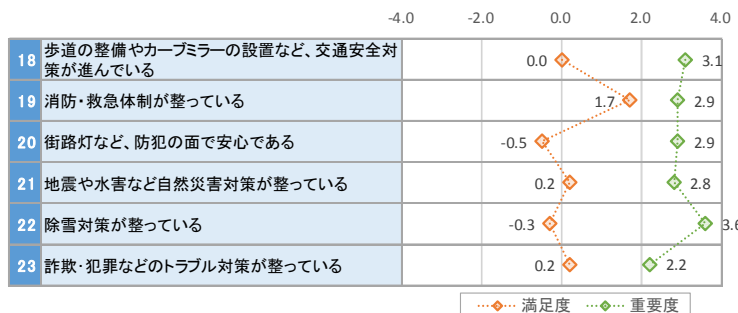 -4.0 -2.0 0.0 2.0 4.0
18 歩道の整備やカーブミラーの設置など、交通安全対
策が進んでいる
0.0 3.1
19 消防・救急体制が整っている 1.7 2.9
20 街路灯など、防犯の面で安心である -0.5 2.9
21 地震や水害など自然災害対策が整っている 0.2 2.8
22 除雪対策が整っている -0.3 3.6
23 詐欺・犯罪などのトラブル対策が整っている 0.2 2.2
満足度 重要度